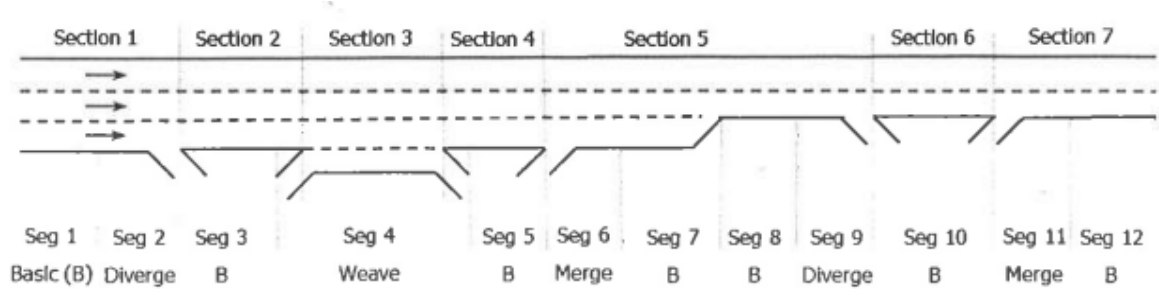 Section 1 Section 2 Section 3 Section 4 Section 5 Section 6 Section 7
Seg 1 Seg 2 Seg 3 Seg 4 Seg 5 Seg 6 Seg 7 Seg 8 Seg 9 Seg 10 Seg 11 Seg 12
Basic (B) Diverge B Weave B Merge B B Diverge B Merge B